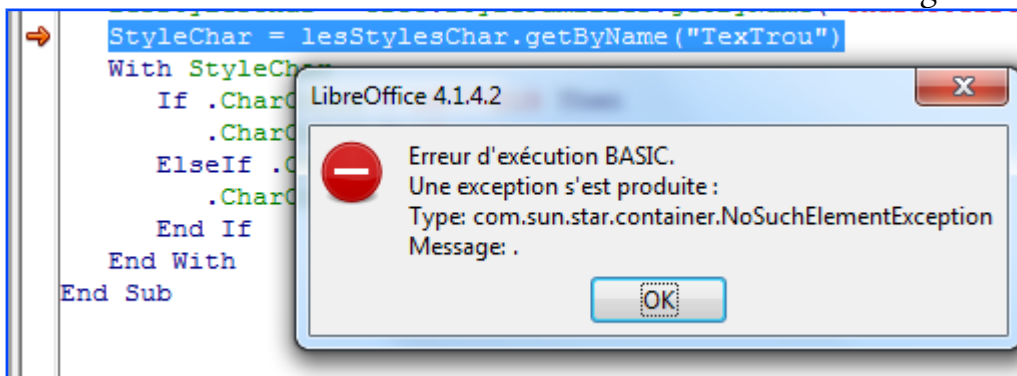 StyleChar = lesStylesChar.getByName("TexTrou")
With StyleChar
If .CharC
.CharC
ElseIf .C
.CharC
End If
End With
End Sub
LibreOffice 4.1.4.2
Erreur d'exécution BASIC.
Une exception s'est produite :
Type: com.sun.star.container.NoSuchElementException
Message: .
OK